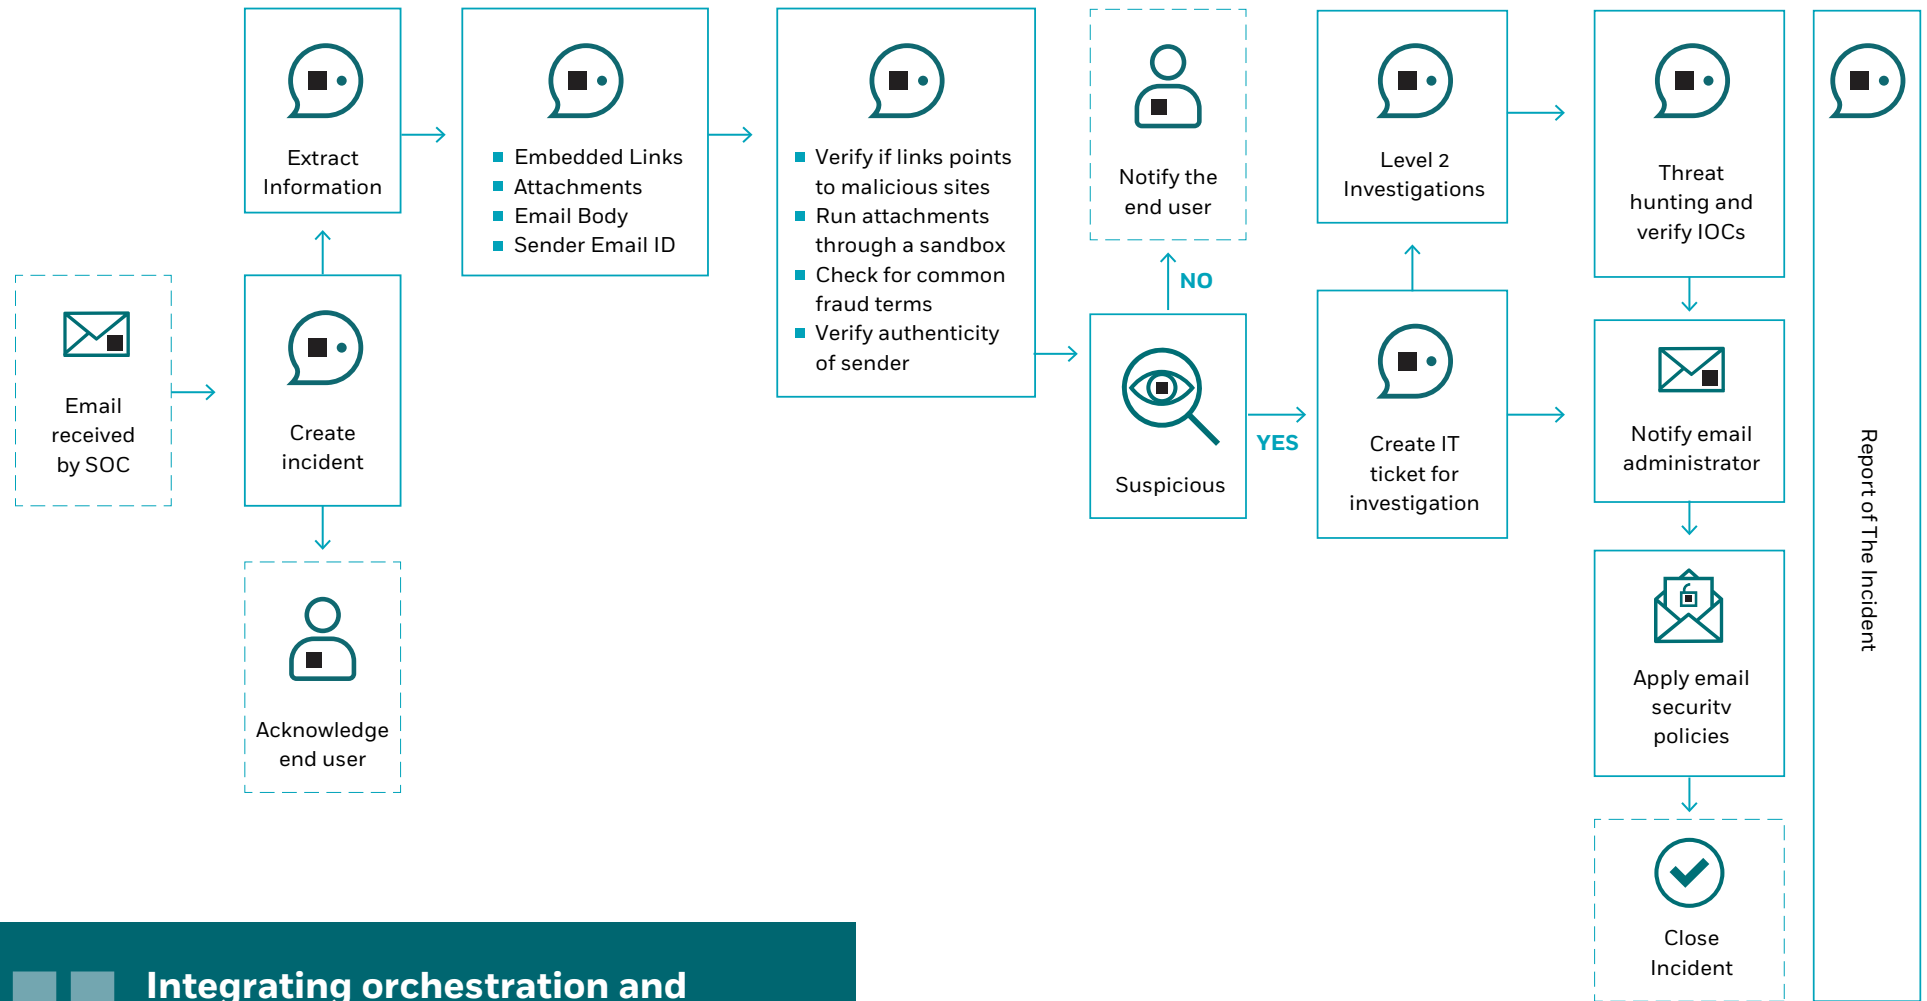 Email
received
by SOC
Create
incident
Extract
Information
Acknowledge
end user
Embedded Links
Attachments
Email Body
Sender Email ID
Verify if links points
to malicious sites
Run attachments
through a sandbox
Check for common
fraud terms
Verify authenticity
of sender
Suspicious
NO
Notify the
end user
YES
Create IT
ticket for
investigation
Level 2
Investigations
Threat
hunting and
verify IOCs
Notify email
administrator
Apply email
security
policies
Close
Incident
Report of The Incident
Integrating orchestration and